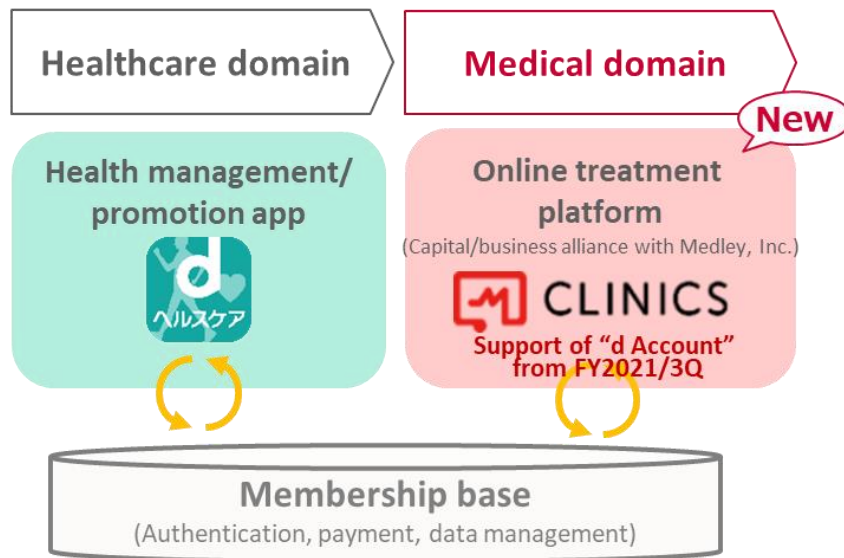 Healthcare domain
Medical domain
New
Health management/
promotion app
d
ヘルスケア
Online treatment
platform
(Capital/business alliance with Medley, Inc.)
CLINICS
Support of “d Account”
from FY2021/3Q
Membership base
(Authentication, payment, data management)